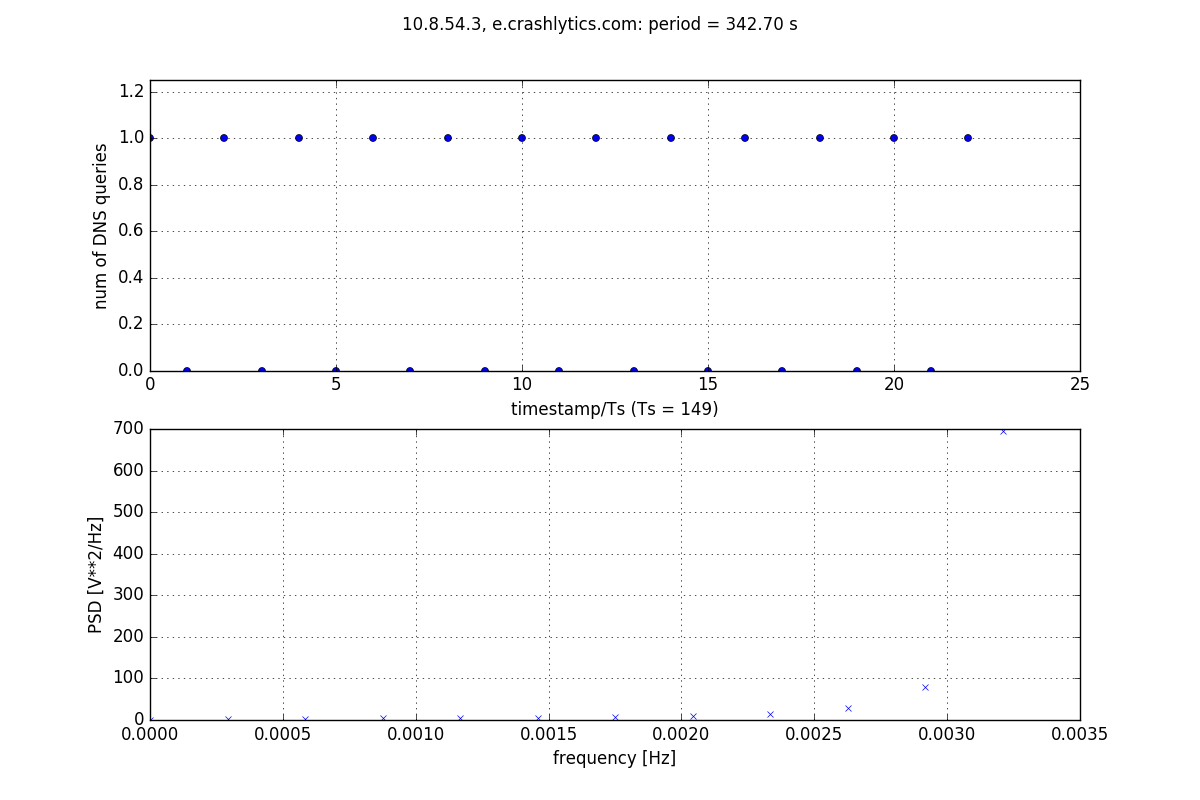 10.8.54.3, e.crashlytics.com: period = 342.70 s
1.2
1.0
0.8
0.6
0.4
0.2
0.0
num of DNS queries
0 5 10 15 20 25
timestamp/Ts (Ts = 149)
700
600
500
400
300
200
100
0
PSD [V**2/Hz]
0.0000 0.0005 0.0010 0.0015 0.0020 0.0025 0.0030 0.0035
frequency [Hz]